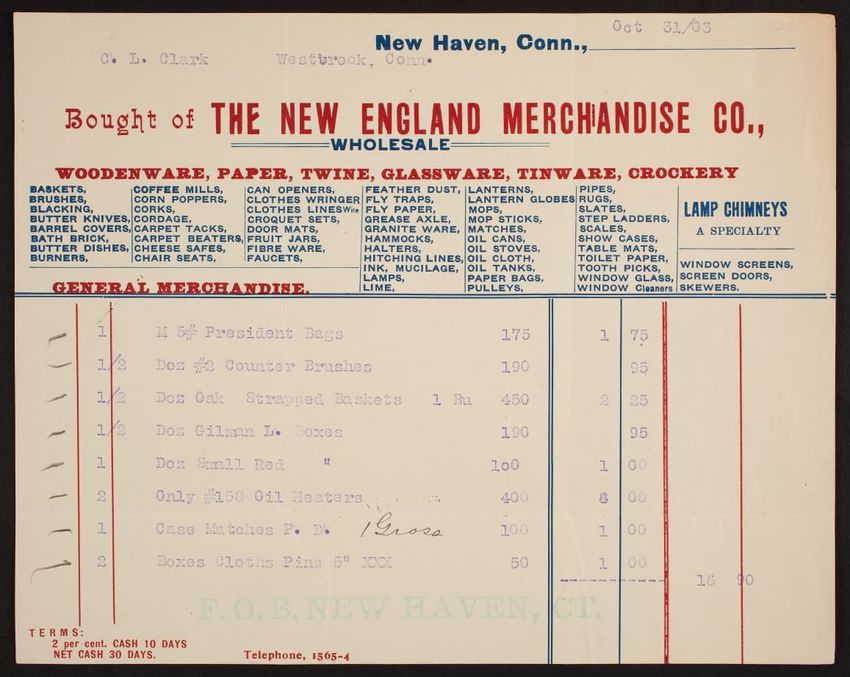 Oct 31/03
New Haven, Conn.,
C. L. Clark Westbrook, Conn.
Bought of THE NEW ENGLAND MERCHANDISE CO.,
WHOLESALE
WOODENWARE, PAPER, TWINE, GLASSWARE, TINWARE, CROCKERY
BASKETS,
BRUSHES,
BLACKING,
BUTTER KNIVES,
BARREL COVERS,
BATH BRICK,
BUTTER DISHES,
BURNERS,
COFFEE MILLS,
CORN POPPERS,
CORKS,
CORDAGE,
CARPET TACKS,
CARPET BEATERS,
CHEESE SAFES,
CHAIR SEATS,
CAN OPENERS,
CLOTHES WRINGER
CLOTHES LINES Wire
CROQUET SETS,
DOOR MATS,
FRUIT JARS,
FIBRE WARE,
FAUCETS,
FEATHER DUST,
FLY TRAPS,
FLY PAPER,
GREASE AXLE,
GRANITE WARE,
HAMMOCKS,
HALTERS,
HITCHING LINES,
INK, MUCILAGE,
LAMPS,
LIME,
LANTERNS,
LANTERN GLOBES
MOPS,
MOP STICKS,
MATCHES,
OIL CANS,
OIL STOVES,
OIL CLOTH,
OIL TANKS,
PAPER BAGS,
PULLEYS,
PIPES,
RUGS,
SLATES,
STEP LADDERS,
SCALES,
SHOW CASES,
TABLE MATS,
TOILET PAPER,
TOOTH PICKS,
WINDOW GLASS,
WINDOW Cleaners
LAMP CHIMNEYS
A SPECIALTY
WINDOW SCREENS,
SCREEN DOORS,
SKEWERS.
GENERAL MERCHANDISE.
1 M 5# President Bags 175 1 75
1/2 Doz #2 Counter Brushes 190 95
1/2 Doz Oak Strapped Baskets 1 Bu 450 2 25
1/2 Doz Gilman L. Boxes 190 95
1 Doz Small Red " 100 1 00
2 Only #158 Oil Heaters 400 8 00
1 Case Matches P. D. 1 Gross 100 1 00
2 Boxes Cloths Pins 5" XXX 50 1 00
16 90
F. O. B. NEW HAVEN, CT.
TERMS:
2 per cent. CASH 10 DAYS
NET CASH 30 DAYS.
Telephone, 1565-4